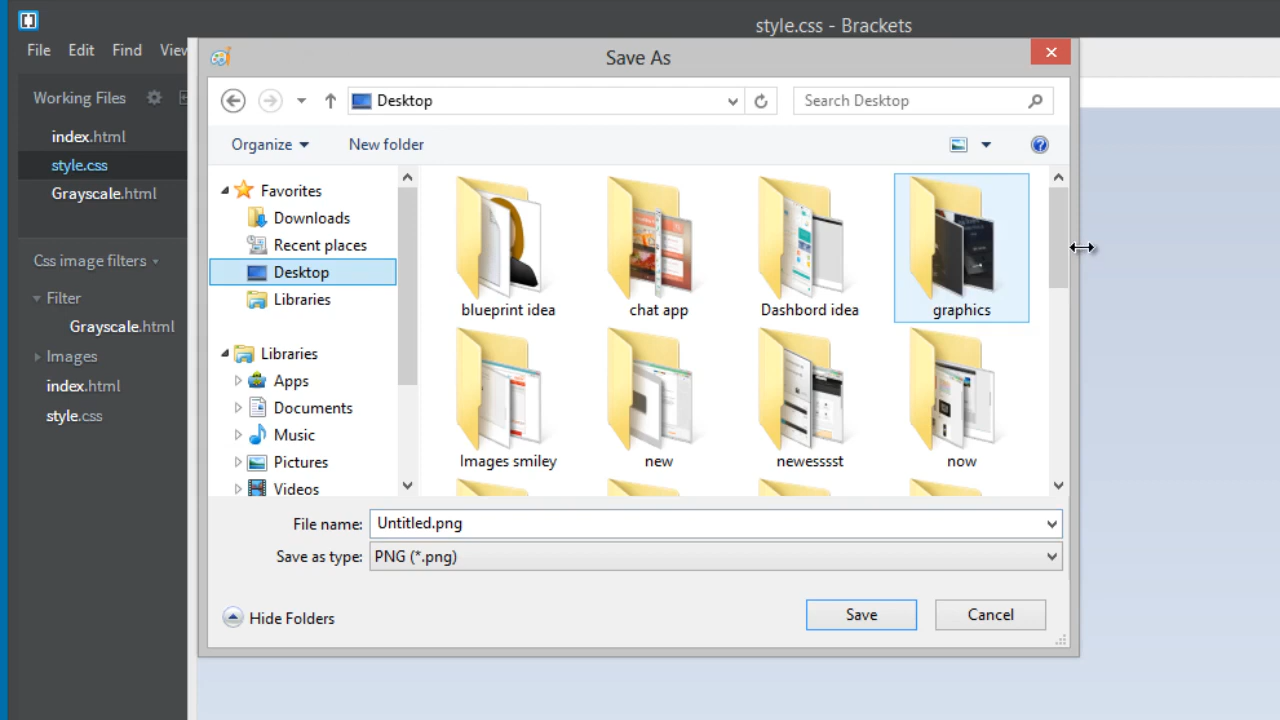 style.css - Brackets
File Edit Find View
Save As
Working Files
index.html
style.css
Grayscale.html
Css image filters
Filter
Grayscale.html
Images
index.html
style.css
Desktop
Search Desktop
Organize
New folder
Favorites
Downloads
Recent places
Desktop
Libraries
Libraries
Apps
Documents
Music
Pictures
Videos
blueprint idea
chat app
Dashbord idea
graphics
Images smiley
new
newesssst
now
File name: Untitled.png
Save as type: PNG (*.png)
Hide Folders
Save
Cancel